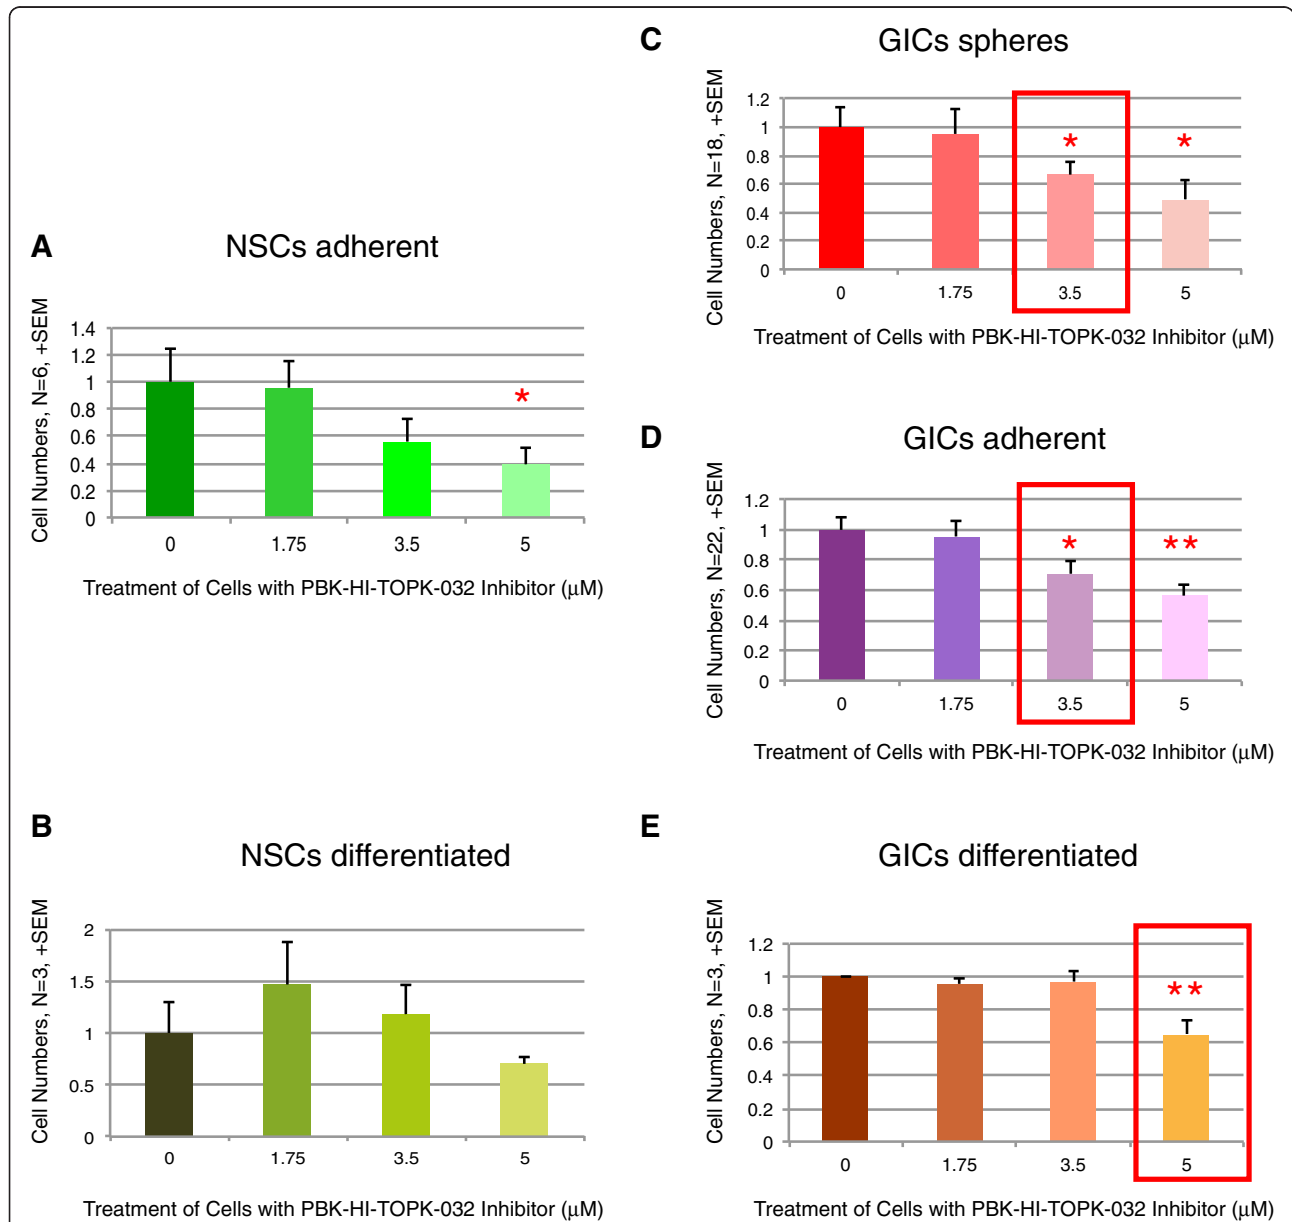 A
NSCs adherent
Cell Numbers, N=6, +SEM
1.4
1.2
1
0.8
0.6
0.4
0.2
0
*
0 1.75 3.5 5
Treatment of Cells with PBK-HI-TOPK-032 Inhibitor (μM)
B
NSCs differentiated
Cell Numbers, N=3, +SEM
2
1.5
1
0.5
0
0 1.75 3.5 5
Treatment of Cells with PBK-HI-TOPK-032 Inhibitor (μM)
C
GICs spheres
Cell Numbers, N=18, +SEM
1.2
1
0.8
0.6
0.4
0.2
0
* *
0 1.75 3.5 5
Treatment of Cells with PBK-HI-TOPK-032 Inhibitor (μM)
D
GICs adherent
Cell Numbers, N=22, +SEM
1.2
1
0.8
0.6
0.4
0.2
0
* **
0 1.75 3.5 5
Treatment of Cells with PBK-HI-TOPK-032 Inhibitor (μM)
E
GICs differentiated
Cell Numbers, N=3, +SEM
1.2
1
0.8
0.6
0.4
0.2
0
**
0 1.75 3.5 5
Treatment of Cells with PBK-HI-TOPK-032 Inhibitor (μM)